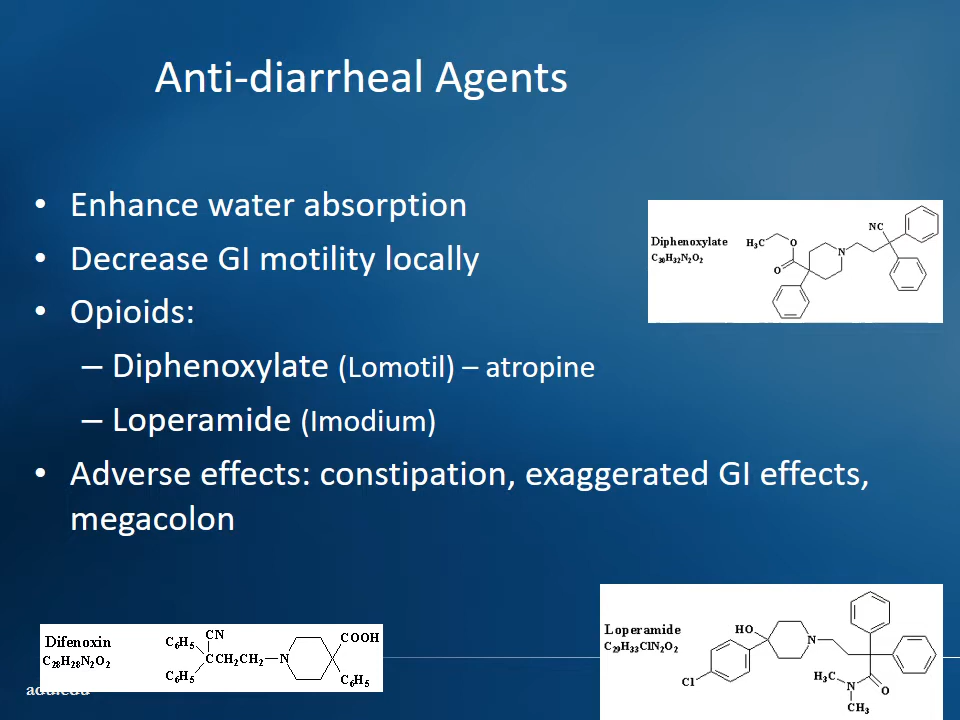 Anti-diarrheal Agents
• Enhance water absorption
• Decrease GI motility locally
• Opioids:
– Diphenoxylate (Lomotil) – atropine
– Loperamide (Imodium)
• Adverse effects: constipation, exaggerated GI effects,
megacolon
Diphenoxylate
C₃₀H₃₂N₂O₂
H₃C
O
O
N
NC
Difenoxin
C₂₈H₂₈N₂O₂
C₆H₅
CN
CCH₂CH₂—N
C₆H₅
COOH
C₆H₅
Loperamide
C₂₉H₃₃ClN₂O₂
HO
N
Cl
H₃C
N
O
CH₃